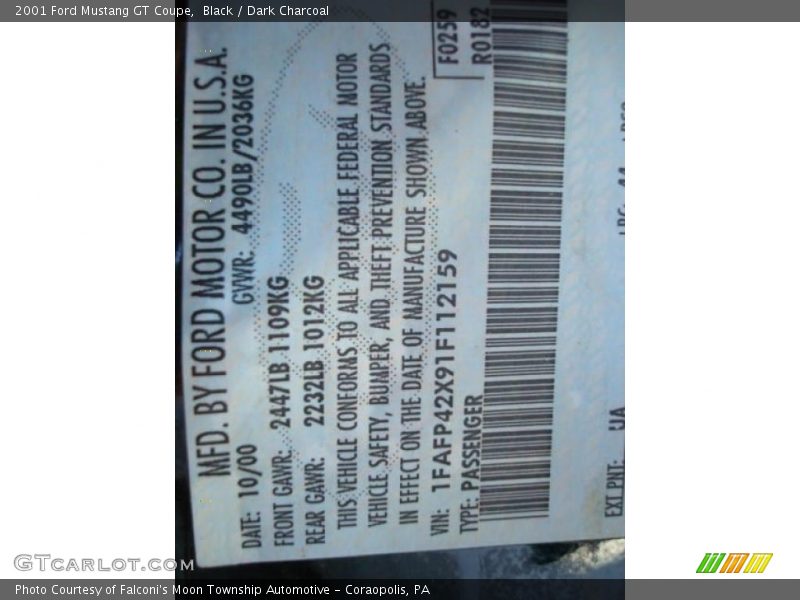 2001 Ford Mustang GT Coupe, Black / Dark Charcoal
MFD. BY FORD MOTOR CO. IN U.S.A.
DATE: 10/00 GVWR: 4490LB/2036KG
FRONT GAWR: 2447LB 1109KG
REAR GAWR: 2232LB 1012KG
THIS VEHICLE CONFORMS TO ALL APPLICABLE FEDERAL MOTOR
VEHICLE SAFETY, BUMPER, AND THEFT PREVENTION STANDARDS
IN EFFECT ON THE DATE OF MANUFACTURE SHOWN ABOVE.
VIN: 1FAFP42X91F112159
TYPE: PASSENGER
F0259
R0182
EXT PNT: UA
GTCarLot.com
Photo Courtesy of Falconi's Moon Township Automotive - Coraopolis, PA